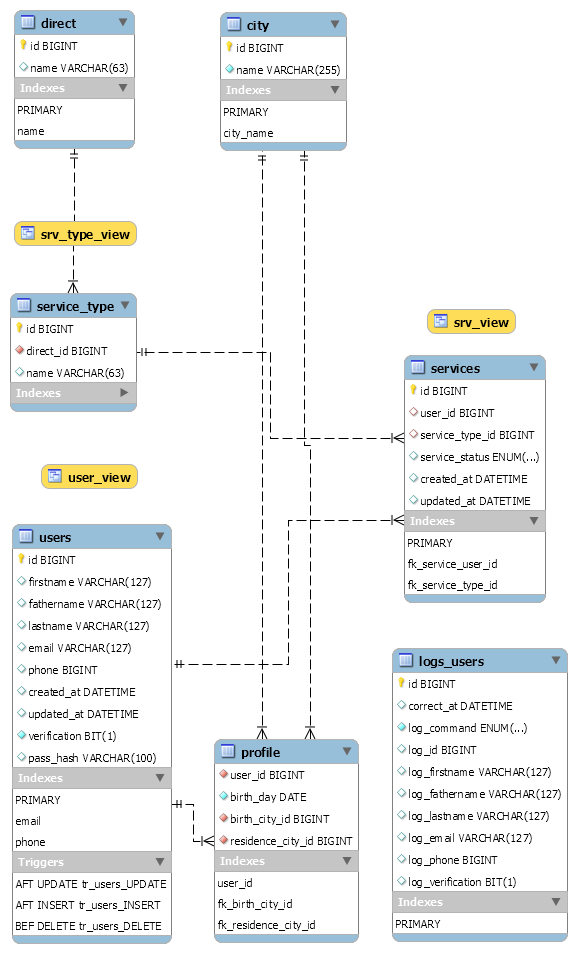 direct
id BIGINT
name VARCHAR(63)
Indexes
PRIMARY
name
city
id BIGINT
name VARCHAR(255)
Indexes
PRIMARY
city_name
srv_type_view
service_type
id BIGINT
direct_id BIGINT
name VARCHAR(63)
Indexes
srv_view
services
id BIGINT
user_id BIGINT
service_type_id BIGINT
service_status ENUM(...)
created_at DATETIME
updated_at DATETIME
Indexes
PRIMARY
fk_service_user_id
fk_service_type_id
user_view
users
id BIGINT
firstname VARCHAR(127)
fathername VARCHAR(127)
lastname VARCHAR(127)
email VARCHAR(127)
phone BIGINT
created_at DATETIME
updated_at DATETIME
verification BIT(1)
pass_hash VARCHAR(100)
Indexes
PRIMARY
email
phone
Triggers
AFT UPDATE tr_users_UPDATE
AFT INSERT tr_users_INSERT
BEF DELETE tr_users_DELETE
profile
user_id BIGINT
birth_day DATE
birth_city_id BIGINT
residence_city_id BIGINT
Indexes
user_id
fk_birth_city_id
fk_residence_city_id
logs_users
id BIGINT
correct_at DATETIME
log_command ENUM(...)
log_id BIGINT
log_firstname VARCHAR(127)
log_fathername VARCHAR(127)
log_lastname VARCHAR(127)
log_email VARCHAR(127)
log_phone BIGINT
log_verification BIT(1)
Indexes
PRIMARY